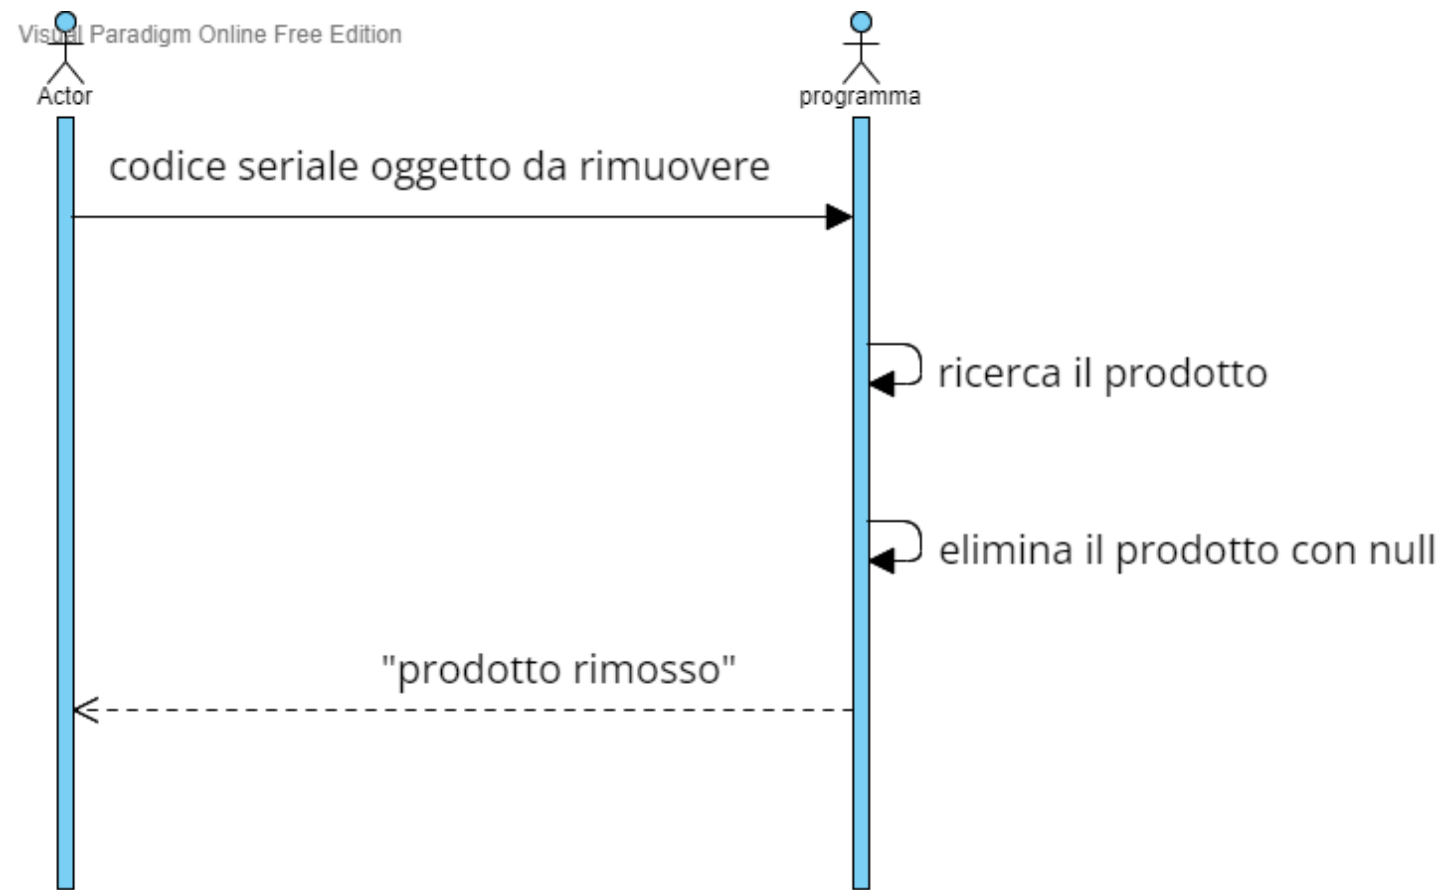 Visual Paradigm Online Free Edition
Actor
programma
codice seriale oggetto da rimuovere
ricerca il prodotto
elimina il prodotto con null
"prodotto rimosso"